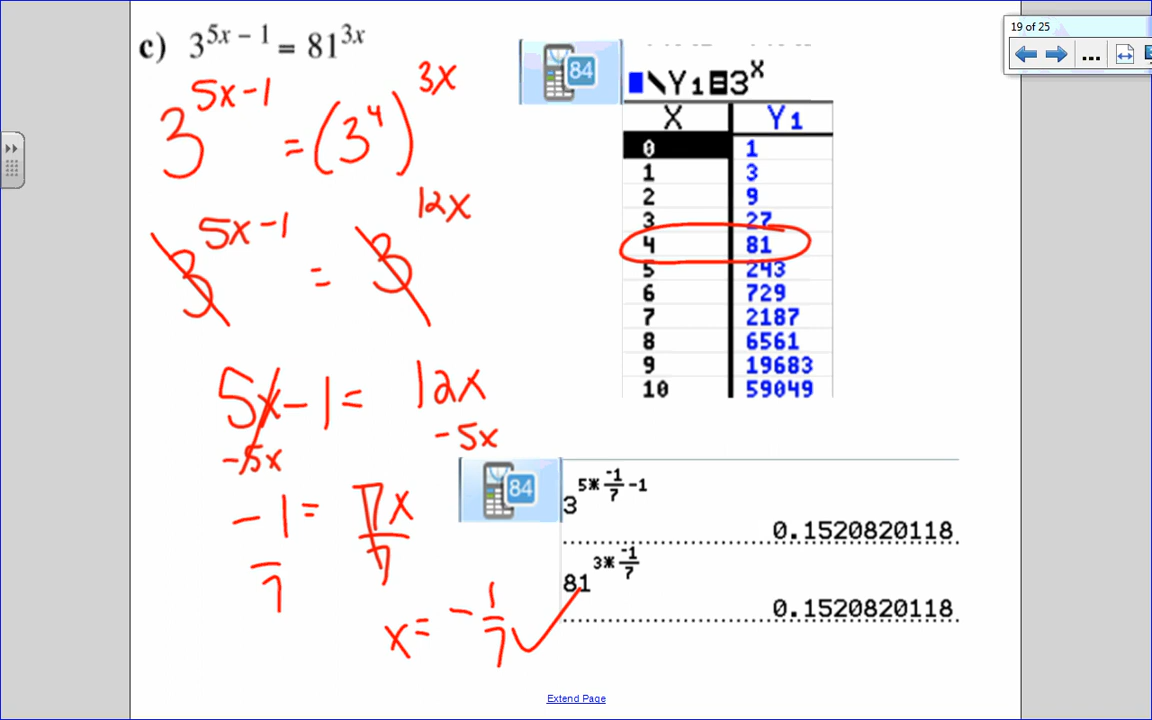 19 of 25
...
c) 3^{5x – 1} = 81^{3x}
3^{5x-1} = (3^4)^{3x}
3^{5x-1} = 3^{12x}
5x-1= 12x
-5x -5x
-1= 7x
7 7
x= -1/7 ✓
84
\Y1=3^X
X Y1
0 1
1 3
2 9
3 27
4 81
5 243
6 729
7 2187
8 6561
9 19683
10 59049
84
3^{5*-1/7-1}
0.1520820118
81^{3*-1/7}
0.1520820118
Extend Page